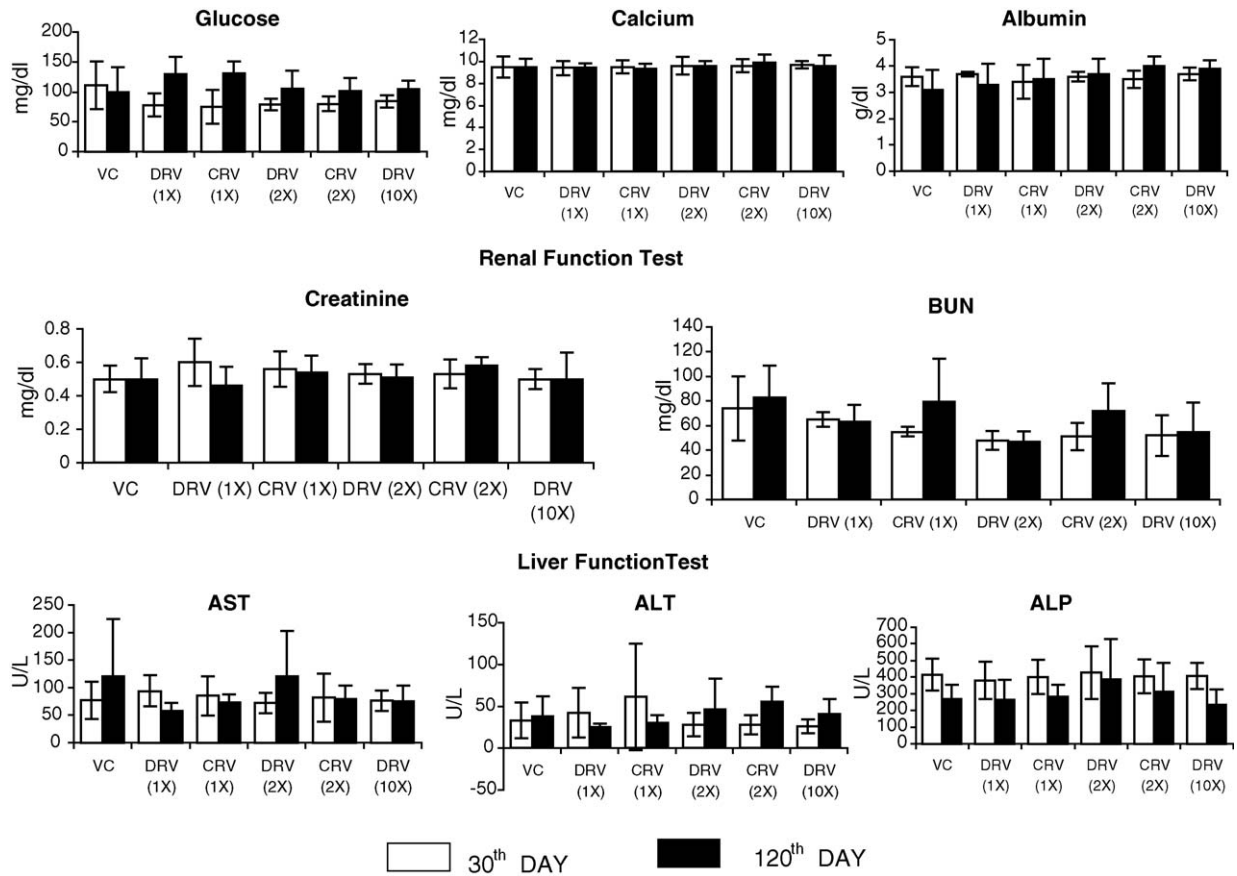 Glucose
mg/dl
200
150
100
50
0
VC DRV CRV DRV CRV DRV
(1X) (1X) (2X) (2X) (10X)
Calcium
mg/dl
12
10
8
6
4
2
0
VC DRV CRV DRV CRV DRV
(1X) (1X) (2X) (2X) (10X)
Albumin
g/dl
5
4
3
2
1
0
VC DRV CRV DRV CRV DRV
(1X) (1X) (2X) (2X) (10X)
Renal Function Test
Creatinine
mg/dl
0.8
0.6
0.4
0.2
0
VC DRV (1X) CRV (1X) DRV (2X) CRV (2X) DRV
(10X)
BUN
mg/dl
140
120
100
80
60
40
20
0
VC DRV (1X) CRV (1X) DRV (2X) CRV (2X) DRV (10X)
Liver FunctionTest
AST
U/L
250
200
150
100
50
0
VC DRV CRV DRV CRV DRV
(1X) (1X) (2X) (2X) (10X)
ALT
U/L
150
100
50
0
-50
VC DRV CRV DRV CRV DRV
(1X) (1X) (2X) (2X) (10X)
ALP
U/L
700
600
500
400
300
200
100
0
VC DRV CRV DRV CRV DRV
(1X) (1X) (2X) (2X) (10X)
30th DAY 120th DAY